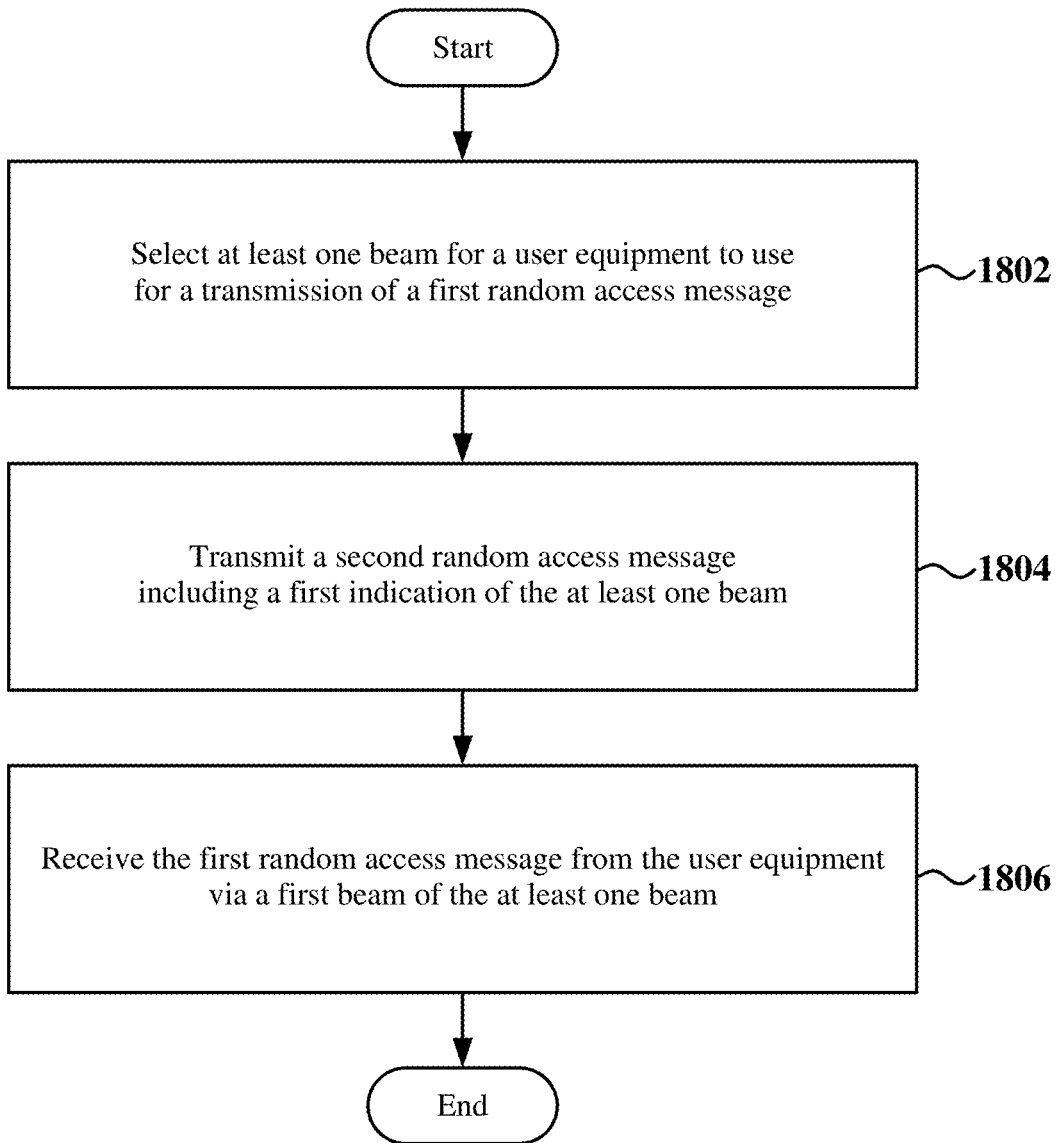 Start
Select at least one beam for a user equipment to use
for a transmission of a first random access message
1802
Transmit a second random access message
including a first indication of the at least one beam
1804
Receive the first random access message from the user equipment
via a first beam of the at least one beam
1806
End